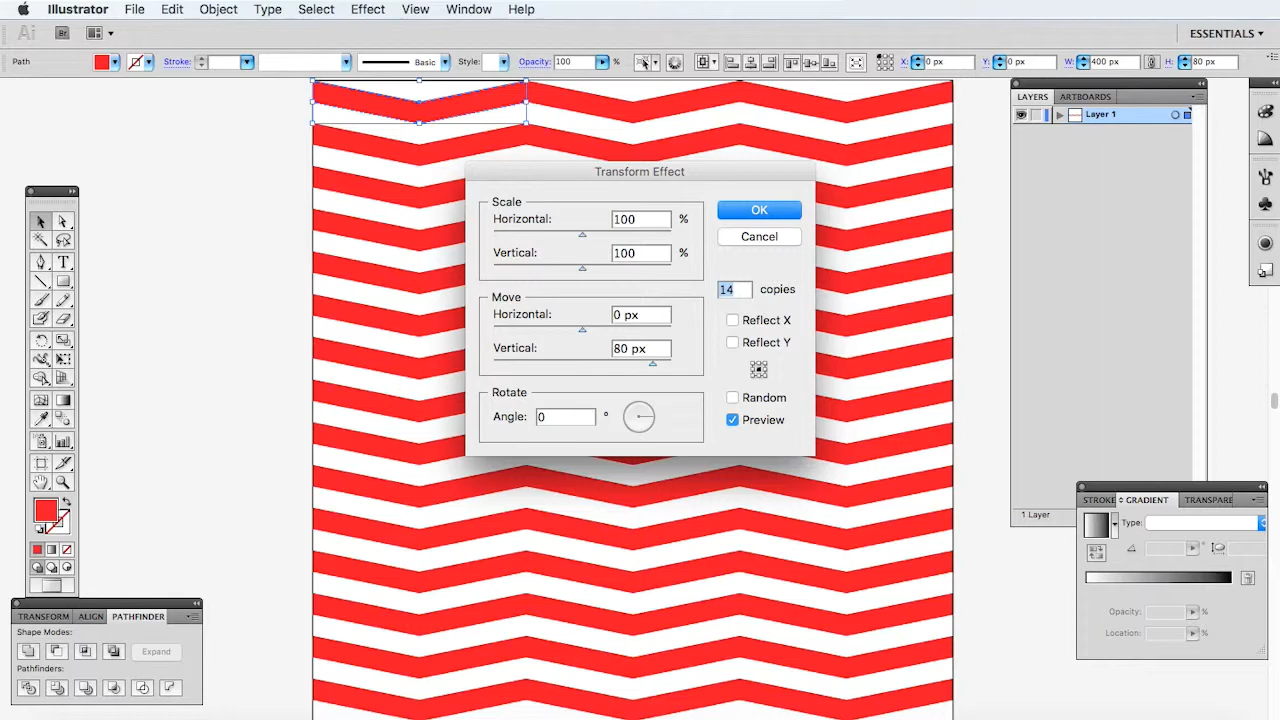 Illustrator File Edit Object Type Select Effect View Window Help
Ai Br ESSENTIALS
Path Stroke: Basic Style: Opacity: 100 X: 0 px Y: 0 px W: 400 px H: 80 px
LAYERS ARTBOARDS
Layer 1
Transform Effect
Scale
Horizontal: 100 %
Vertical: 100 %
OK
Cancel
14 copies
Move
Horizontal: 0 px
Vertical: 80 px
Reflect X
Reflect Y
Rotate
Angle: 0 °
Random
Preview
T
1 Layer
STROKE GRADIENT TRANSPARE
Type:
°
Opacity: %
Location: %
TRANSFORM ALIGN PATHFINDER
Shape Modes:
Expand
Pathfinders: